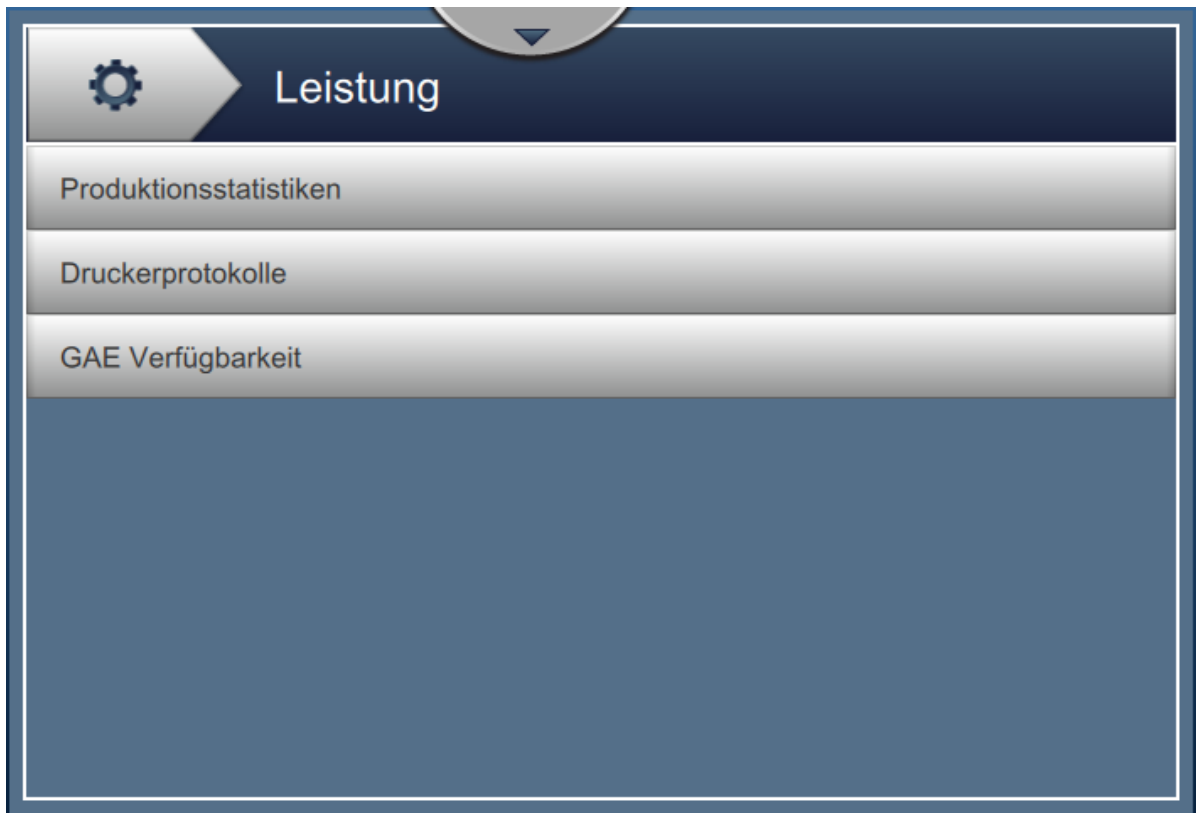 Leistung
Produktionsstatistiken
Druckerprotokolle
GAE Verfügbarkeit